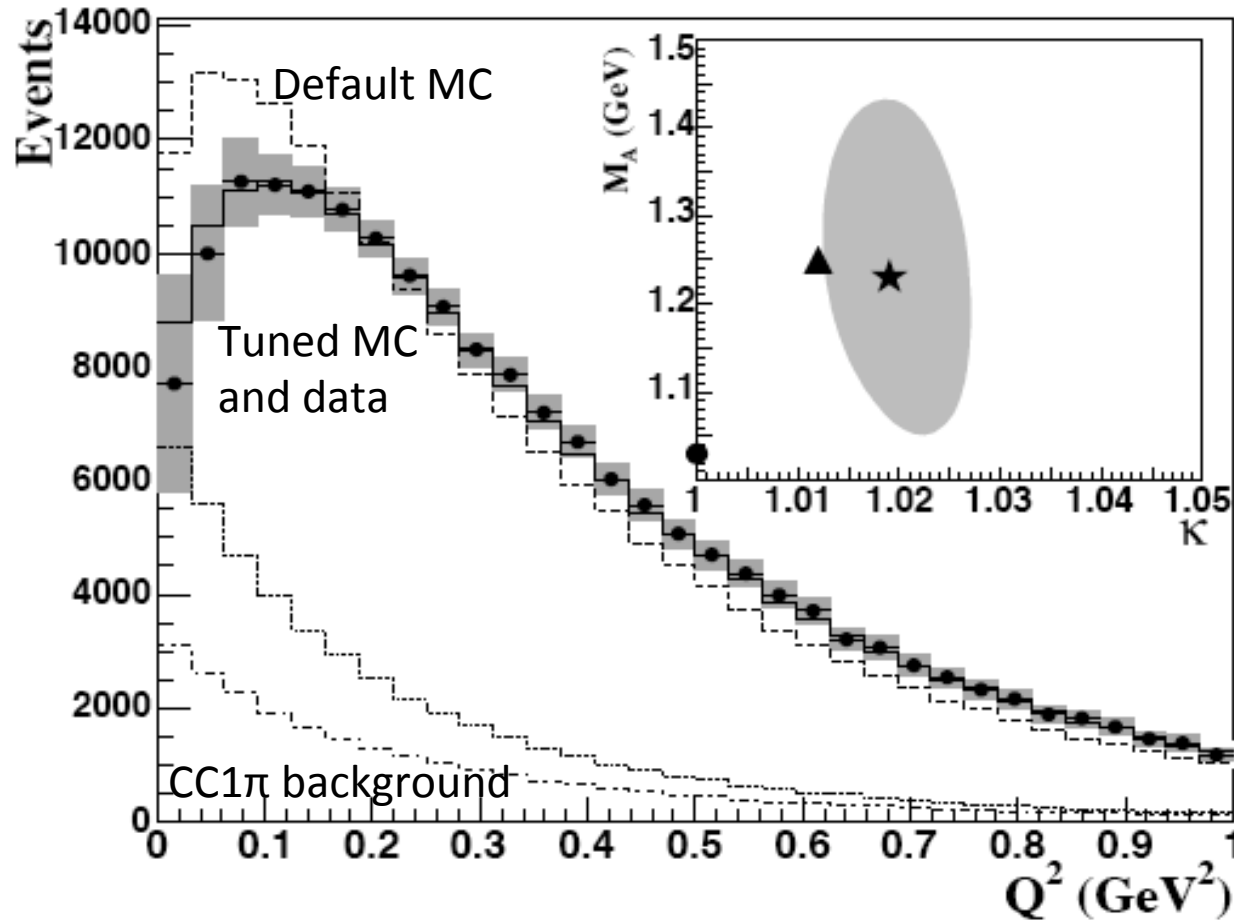 Events
14000
12000
10000
8000
6000
4000
2000
0
Default MC
Tuned MC
and data
CC1π background
0 0.1 0.2 0.3 0.4 0.5 0.6 0.7 0.8 0.9 1
Q² (GeV²)
M_A (GeV)
1.5
1.4
1.3
1.2
1.1
1 1.01 1.02 1.03 1.04 1.05
κ